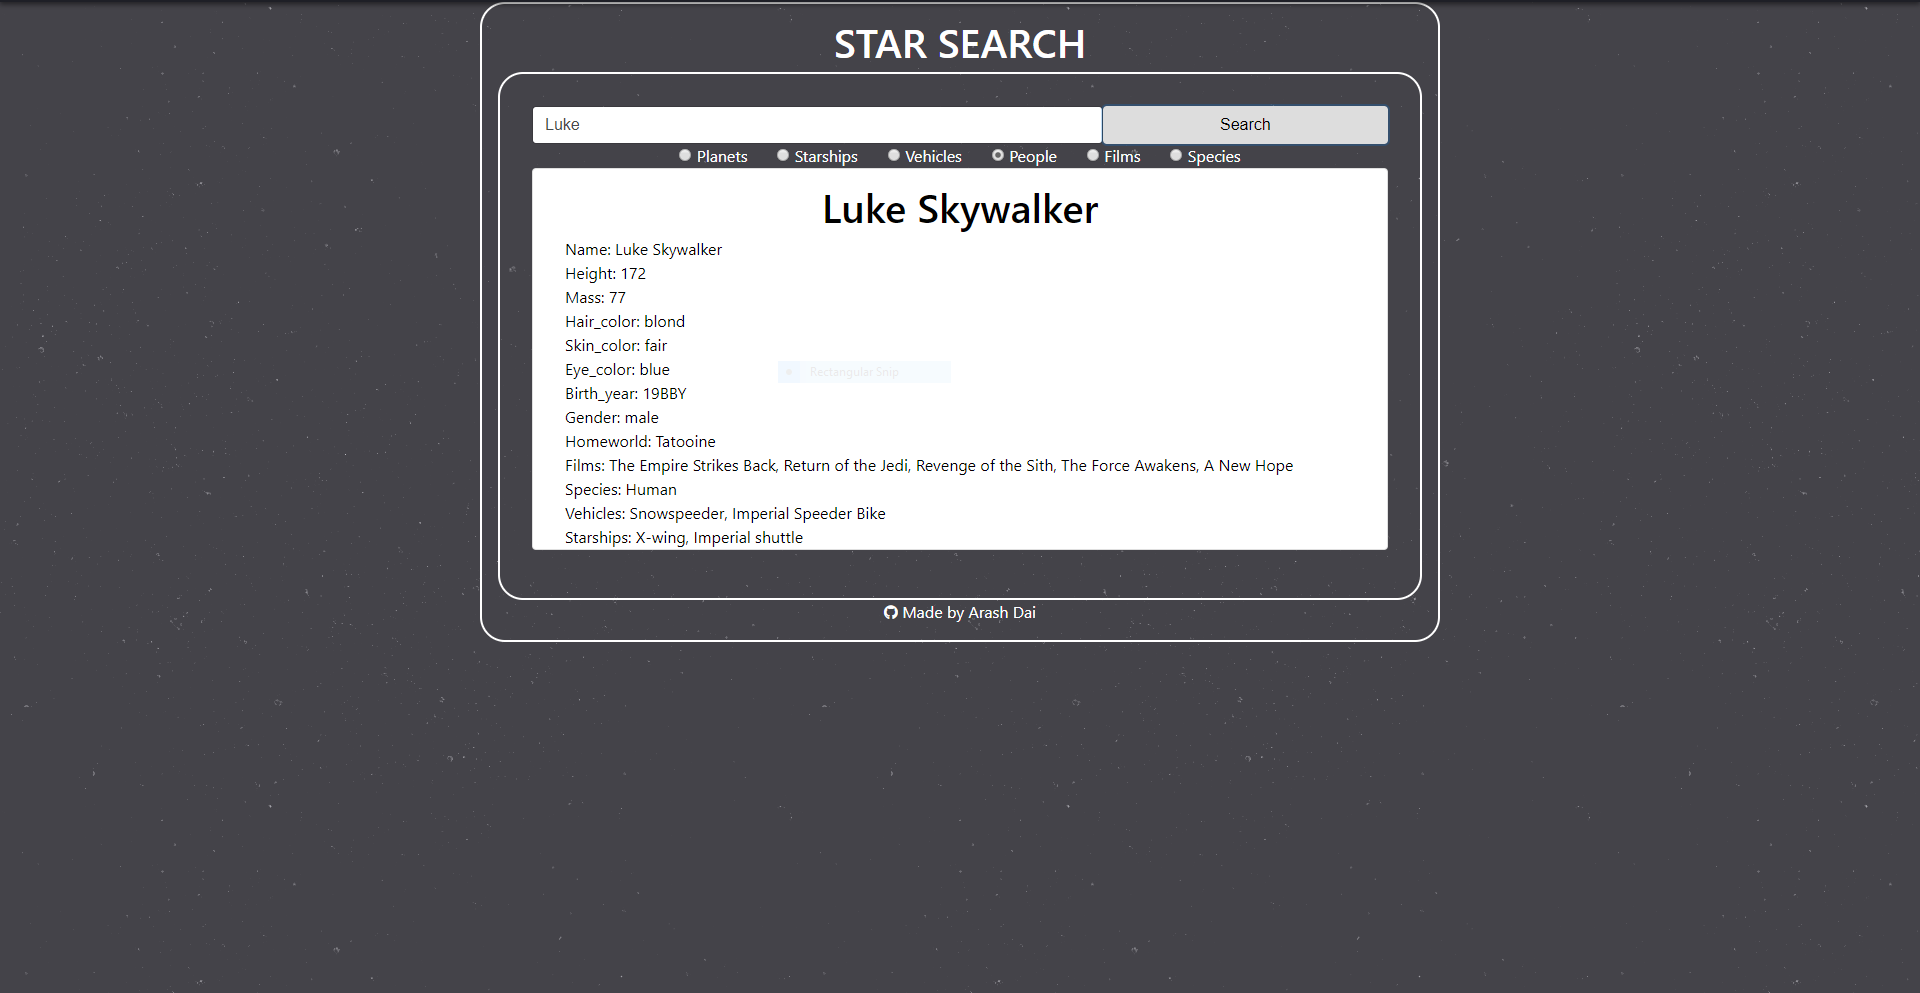 STAR SEARCH
Luke
Search
Planets Starships Vehicles People Films Species
Luke Skywalker
Name: Luke Skywalker
Height: 172
Mass: 77
Hair_color: blond
Skin_color: fair
Eye_color: blue
Rectangular Snip
Birth_year: 19BBY
Gender: male
Homeworld: Tatooine
Films: The Empire Strikes Back, Return of the Jedi, Revenge of the Sith, The Force Awakens, A New Hope
Species: Human
Vehicles: Snowspeeder, Imperial Speeder Bike
Starships: X-wing, Imperial shuttle
Made by Arash Dai